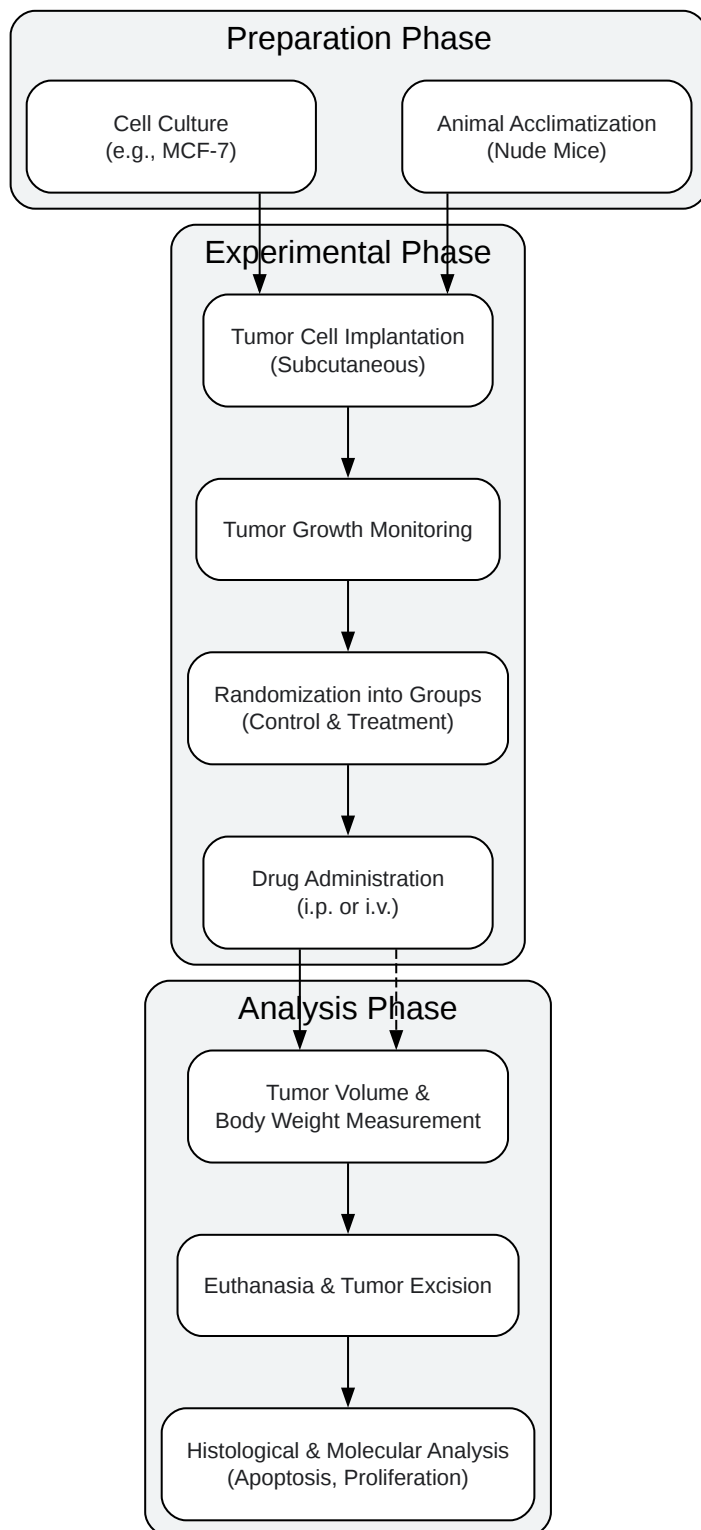 Preparation Phase
Cell Culture
(e.g., MCF-7)
Animal Acclimatization
(Nude Mice)
Experimental Phase
Tumor Cell Implantation
(Subcutaneous)
Tumor Growth Monitoring
Randomization into Groups
(Control & Treatment)
Drug Administration
(i.p. or i.v.)
Analysis Phase
Tumor Volume &
Body Weight Measurement
Euthanasia & Tumor Excision
Histological & Molecular Analysis
(Apoptosis, Proliferation)